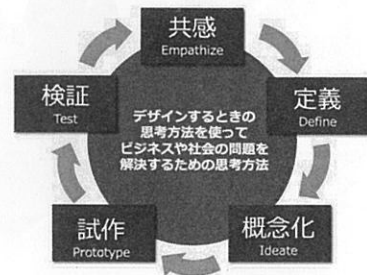 共感
Empathize
定義
Define
概念化
Ideate
試作
Prototype
検証
Test
デザインするときの
思考方法を使って
ビジネスや社会の問題を
解決するための思考方法